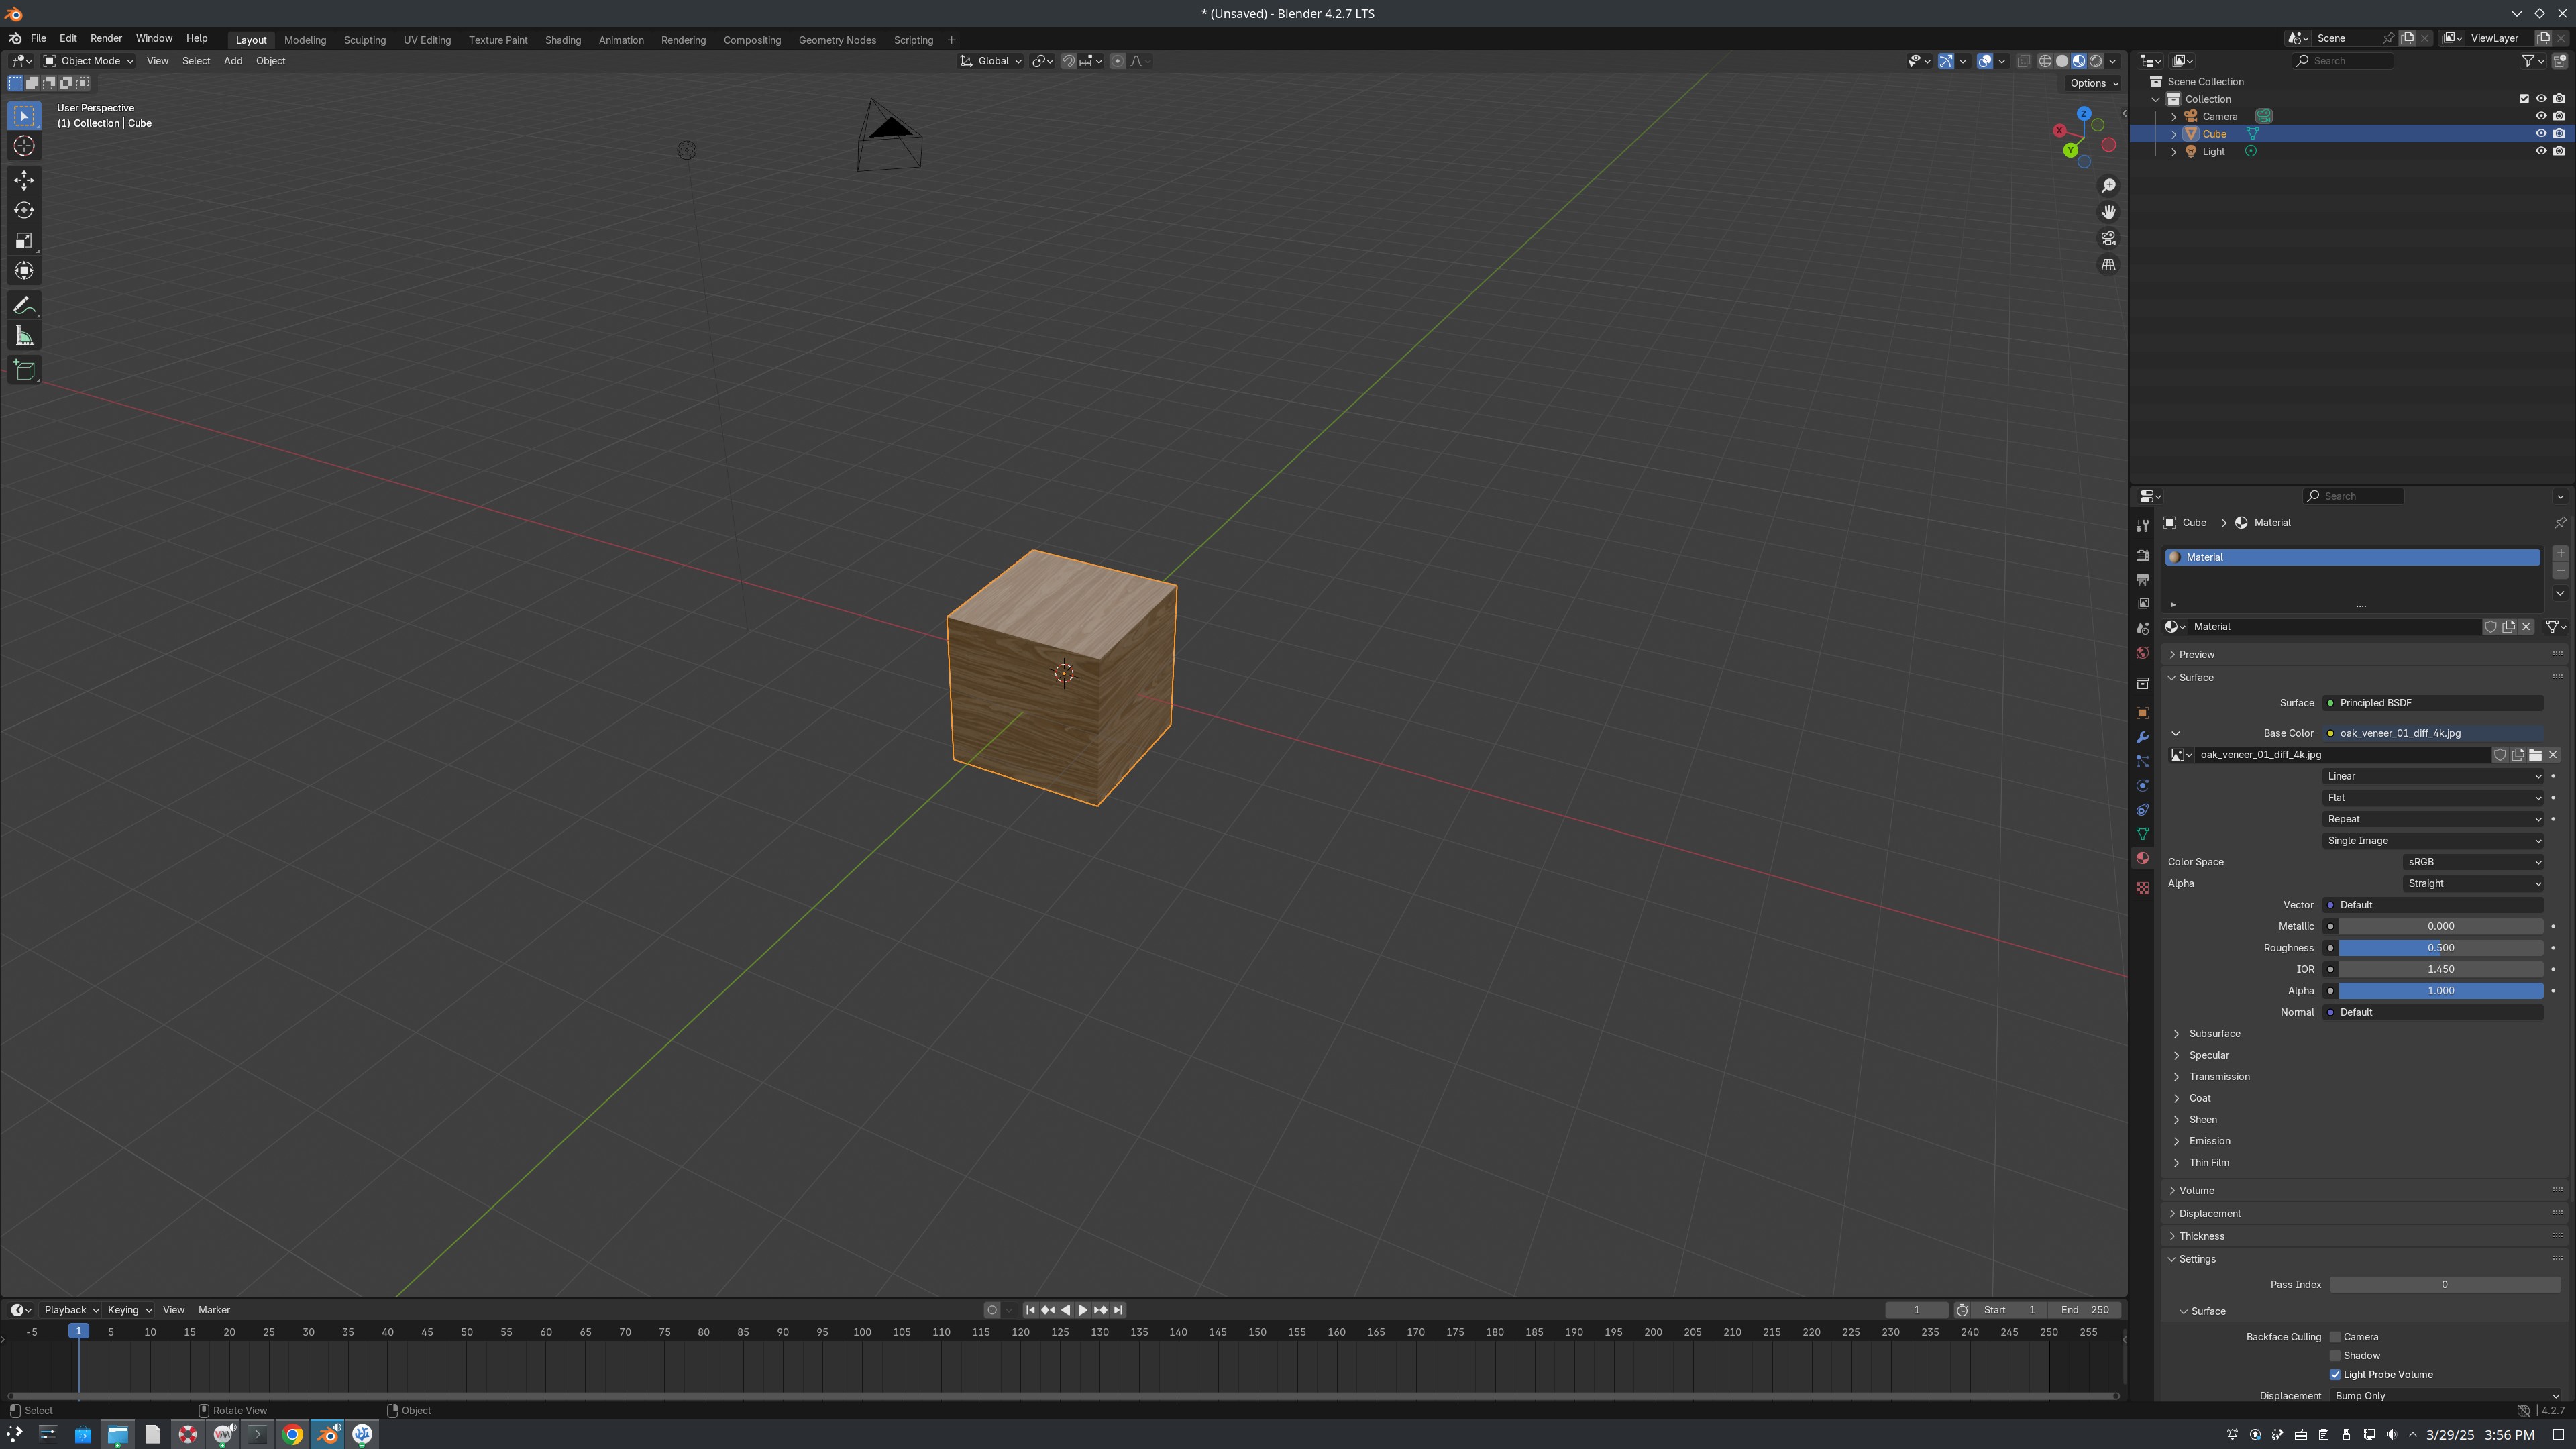 * (Unsaved) - Blender 4.2.7 LTS
File Edit Render Window Help Layout Modeling Sculpting UV Editing Texture Paint Shading Animation Rendering Compositing Geometry Nodes Scripting + Scene ViewLayer
Object Mode View Select Add Object Global Search
Options
User Perspective
(1) Collection | Cube
Z
X
Y
Scene Collection
Collection
Camera
Cube
Light
Search
Cube > Material
Material
Material
Preview
Surface
Surface Principled BSDF
Base Color oak_veneer_01_diff_4k.jpg
oak_veneer_01_diff_4k.jpg
Linear
Flat
Repeat
Single Image
Color Space sRGB
Alpha Straight
Vector Default
Metallic 0.000
Roughness 0.500
IOR 1.450
Alpha 1.000
Normal Default
Subsurface
Specular
Transmission
Coat
Sheen
Emission
Thin Film
Volume
Displacement
Thickness
Settings
Pass Index 0
Surface
Backface Culling Camera
Shadow
Light Probe Volume
Displacement Bump Only
Playback Keying View Marker 1 Start 1 End 250
-5 1 5 10 15 20 25 30 35 40 45 50 55 60 65 70 75 80 85 90 95 100 105 110 115 120 125 130 135 140 145 150 155 160 165 170 175 180 185 190 195 200 205 210 215 220 225 230 235 240 245 250 255
Select Rotate View Object 4.2.7
3/29/25 3:56 PM